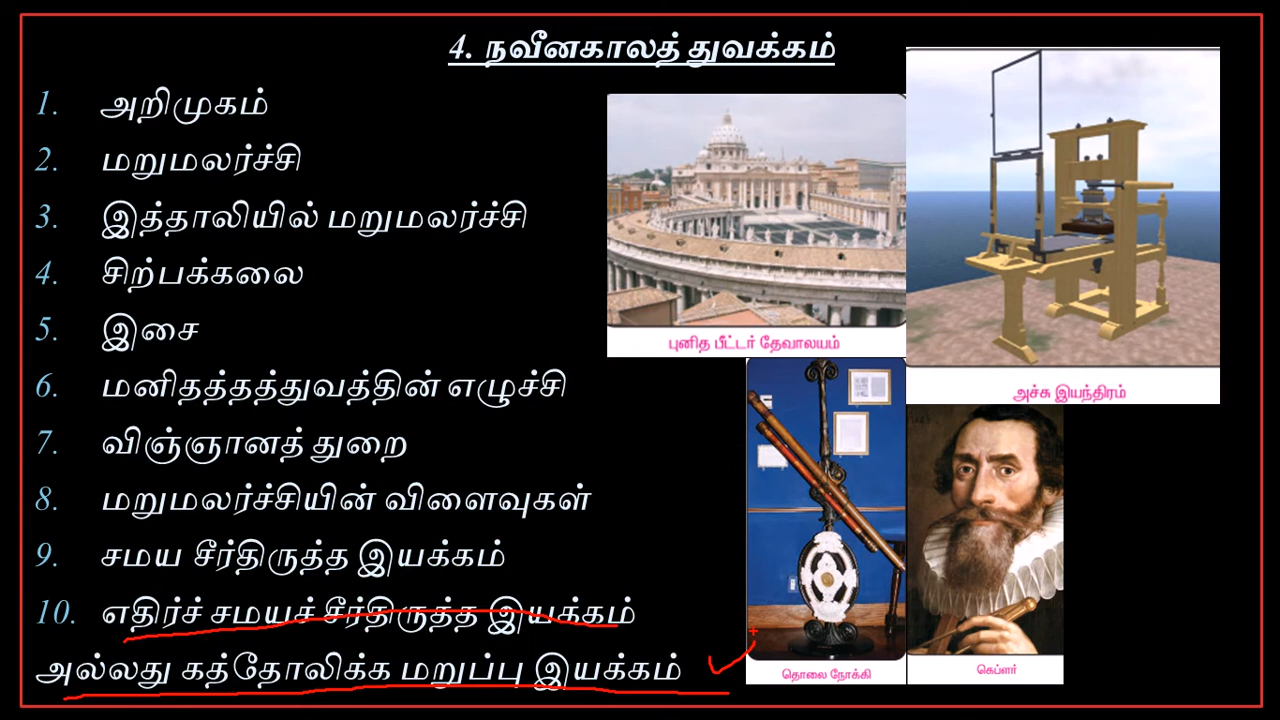 4. நவீனகாலத் துவக்கம்
1. அறிமுகம்
2. மறுமலர்ச்சி
3. இத்தாலியில் மறுமலர்ச்சி
4. சிற்பக்கலை
5. இசை
6. மனிதத்தத்துவத்தின் எழுச்சி
7. விஞ்ஞானத் துறை
8. மறுமலர்ச்சியின் விளைவுகள்
9. சமய சீர்திருத்த இயக்கம்
10. எதிர்ச் சமயச் சீர்திருத்த இயக்கம்
அல்லது கத்தோலிக்க மறுப்பு இயக்கம்
புனித பீட்டர் தேவாலயம்
அச்சு இயந்திரம்
தொலை நோக்கி
கெப்ளர்